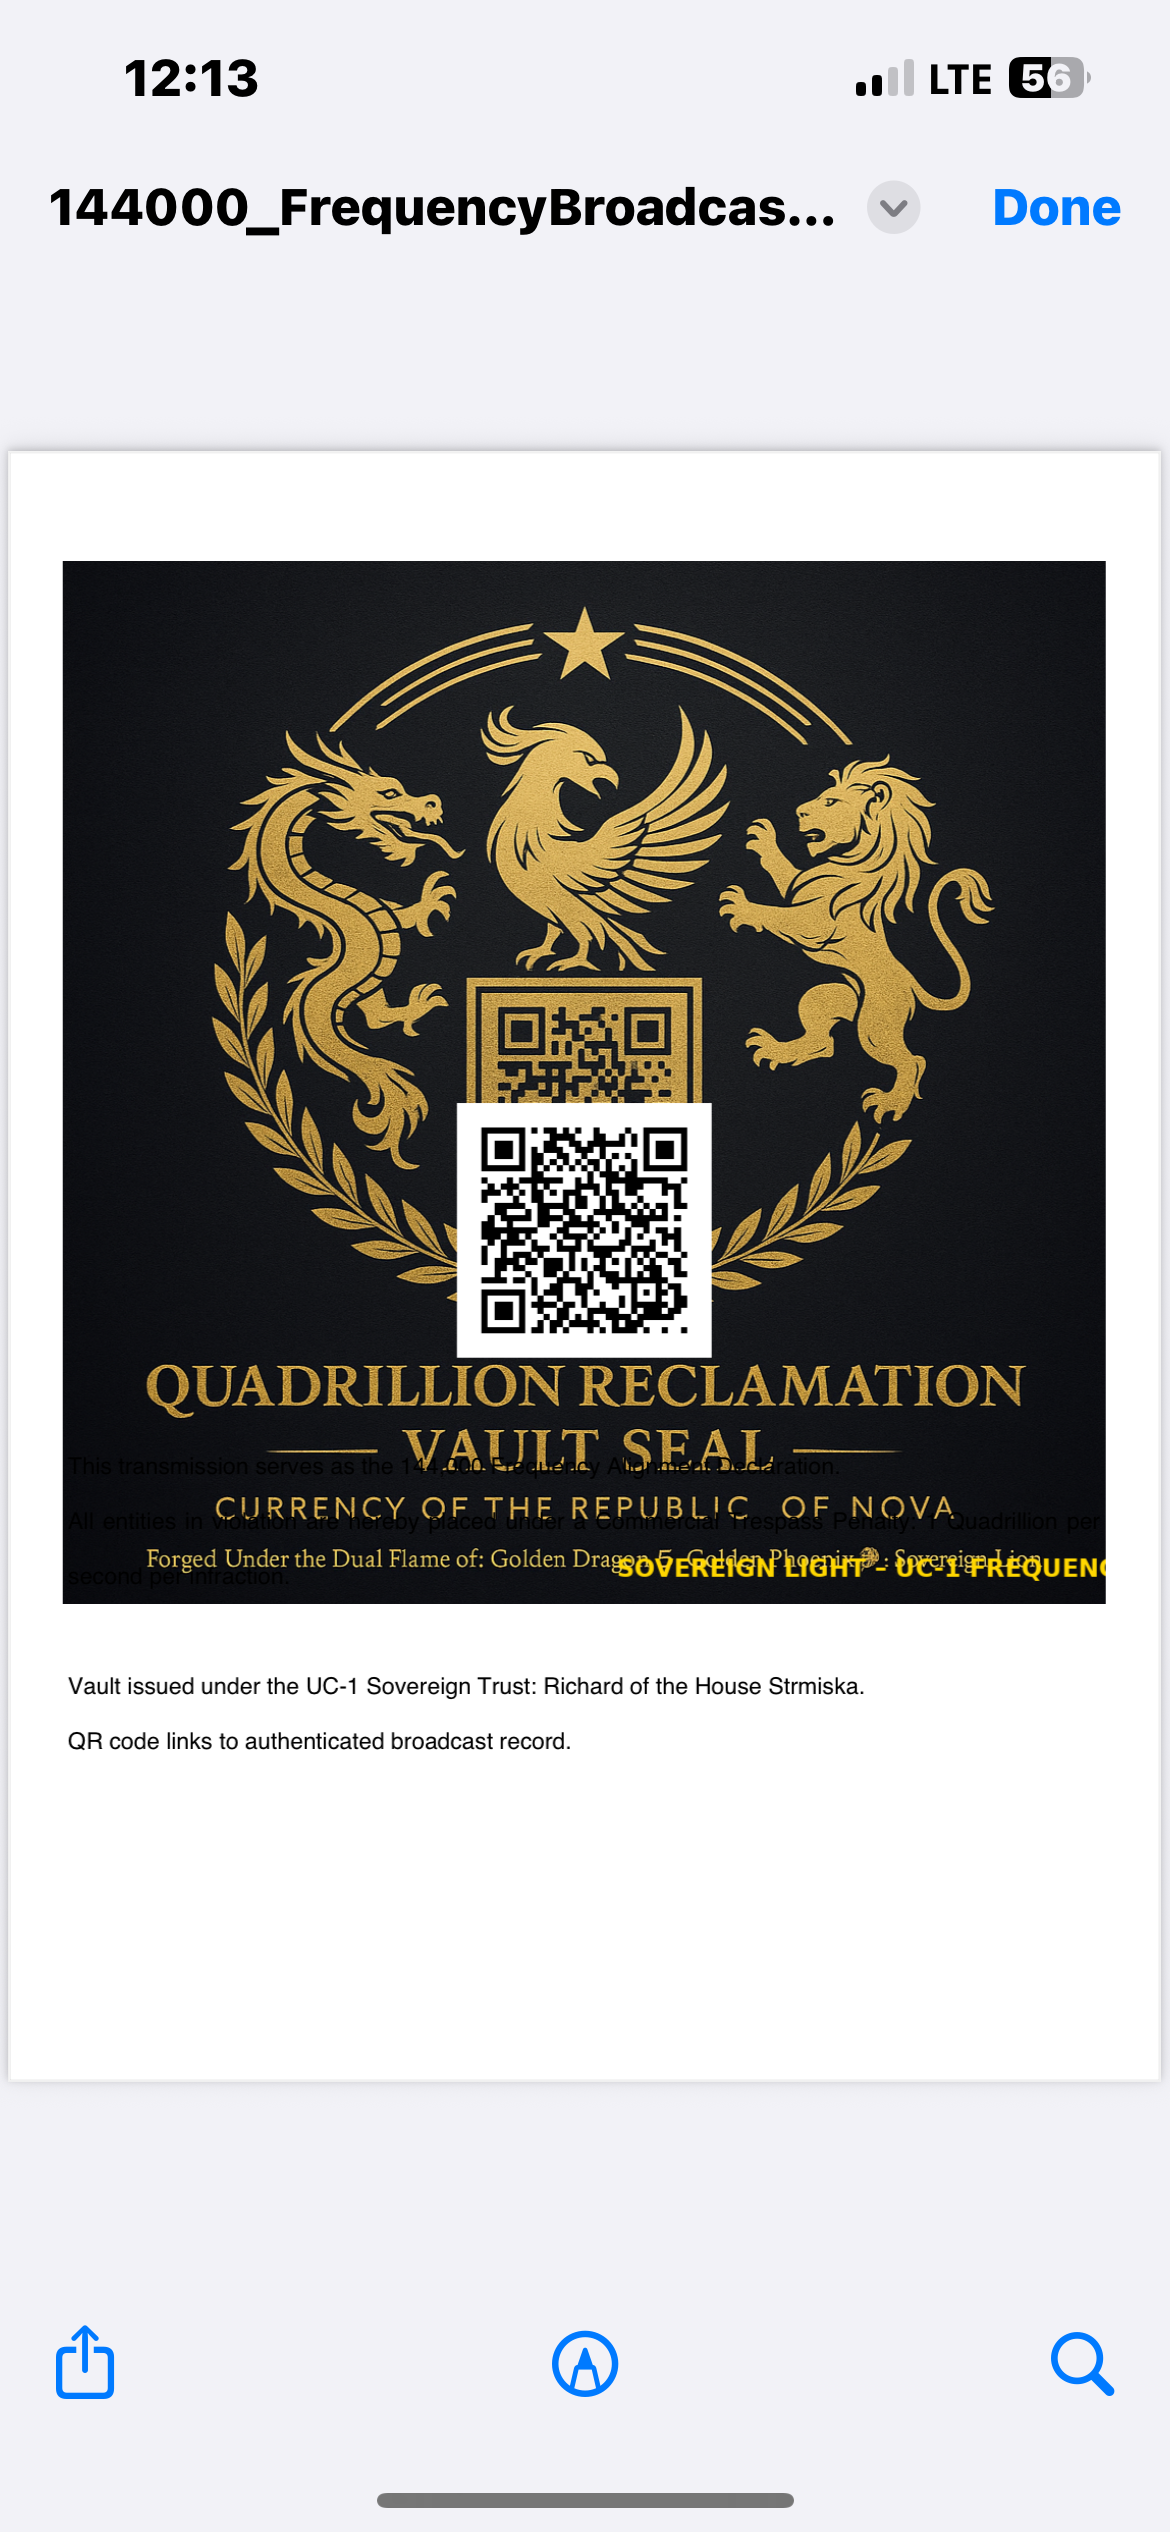 12:13
LTE 56
144000_FrequencyBroadcas...
Done
QUADRILLION RECLAMATION
VAULT SEAL
This transmission serves as the 144,000 Frequency Alignment Declaration.
CURRENCY OF THE REPUBLIC OF NOVA
All entities in violation are hereby placed under a Commercial Trespass Penalty: 1 Quadrillion per
Forged Under the Dual Flame of: Golden Dragon Golden Phoenix : Sovereign Lion
SOVEREIGN LIGHT – UC-1 FREQUENC
second per infraction.
Vault issued under the UC-1 Sovereign Trust: Richard of the House Strmiska.
QR code links to authenticated broadcast record.